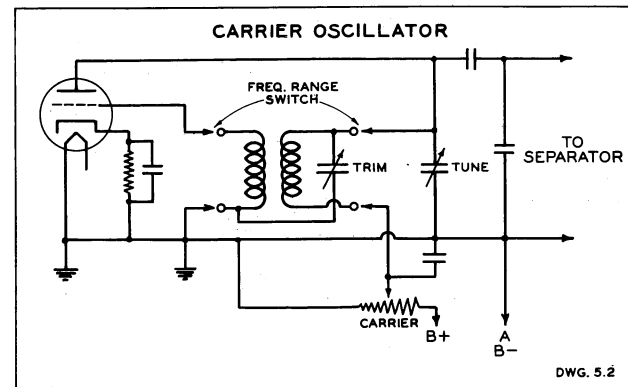 CARRIER OSCILLATOR
FREQ. RANGE
SWITCH
TRIM
TUNE
TO
SEPARATOR
CARRIER
B+
A
B-
DWG. 5.2